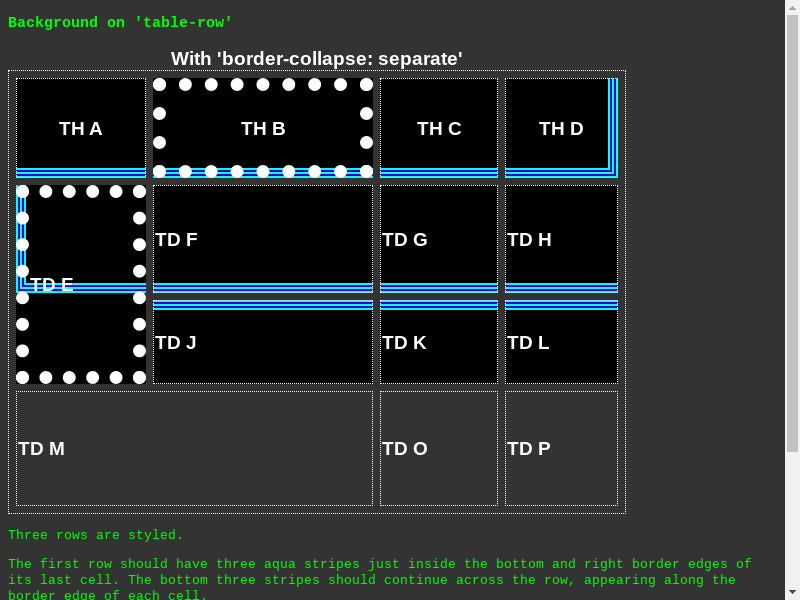 Background on 'table-row'
With 'border-collapse: separate'
TH A
TH B
TH C
TH D
TD E
TD F
TD G
TD H
TD J
TD K
TD L
TD M
TD O
TD P
Three rows are styled.
The first row should have three aqua stripes just inside the bottom and right border edges of
its last cell. The bottom three stripes should continue across the row, appearing along the
border edge of each cell.